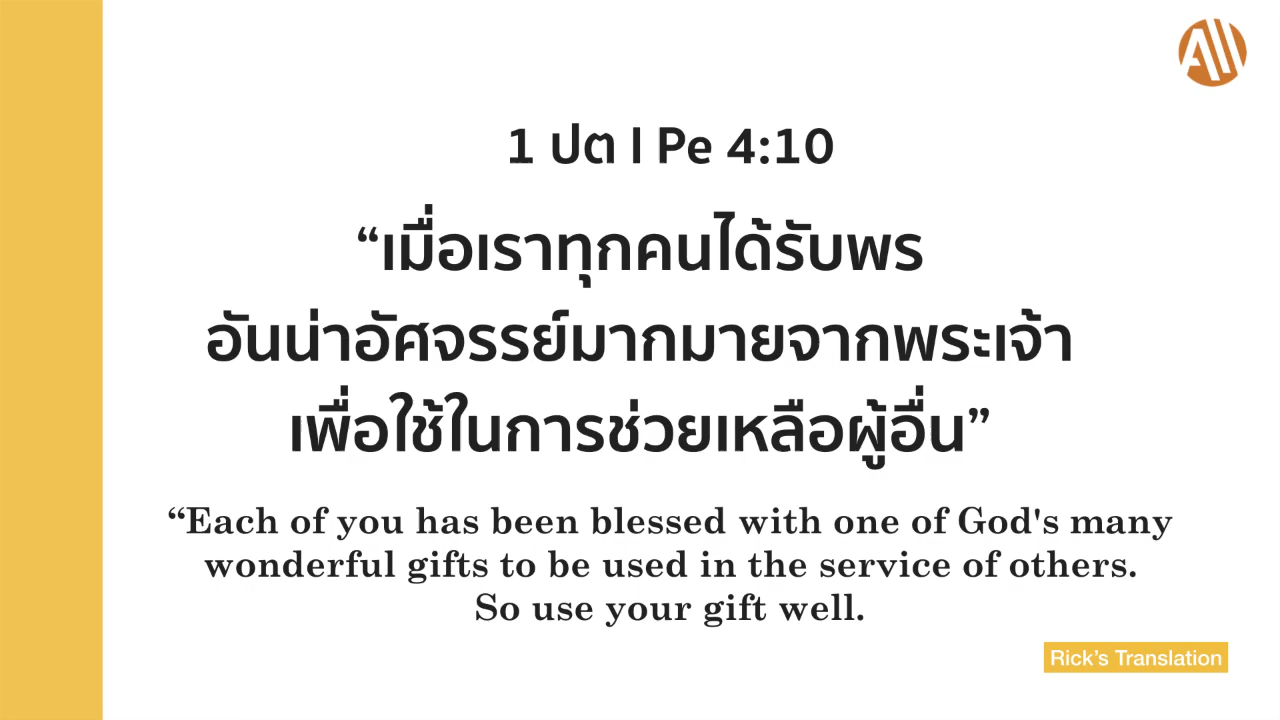 1 ปต I Pe 4:10
“เมื่อเราทุกคนได้รับพร
อันน่าอัศจรรย์มากมายจากพระเจ้า
เพื่อใช้ในการช่วยเหลือผู้อื่น”
“Each of you has been blessed with one of God's many
wonderful gifts to be used in the service of others.
So use your gift well.
Rick’s Translation